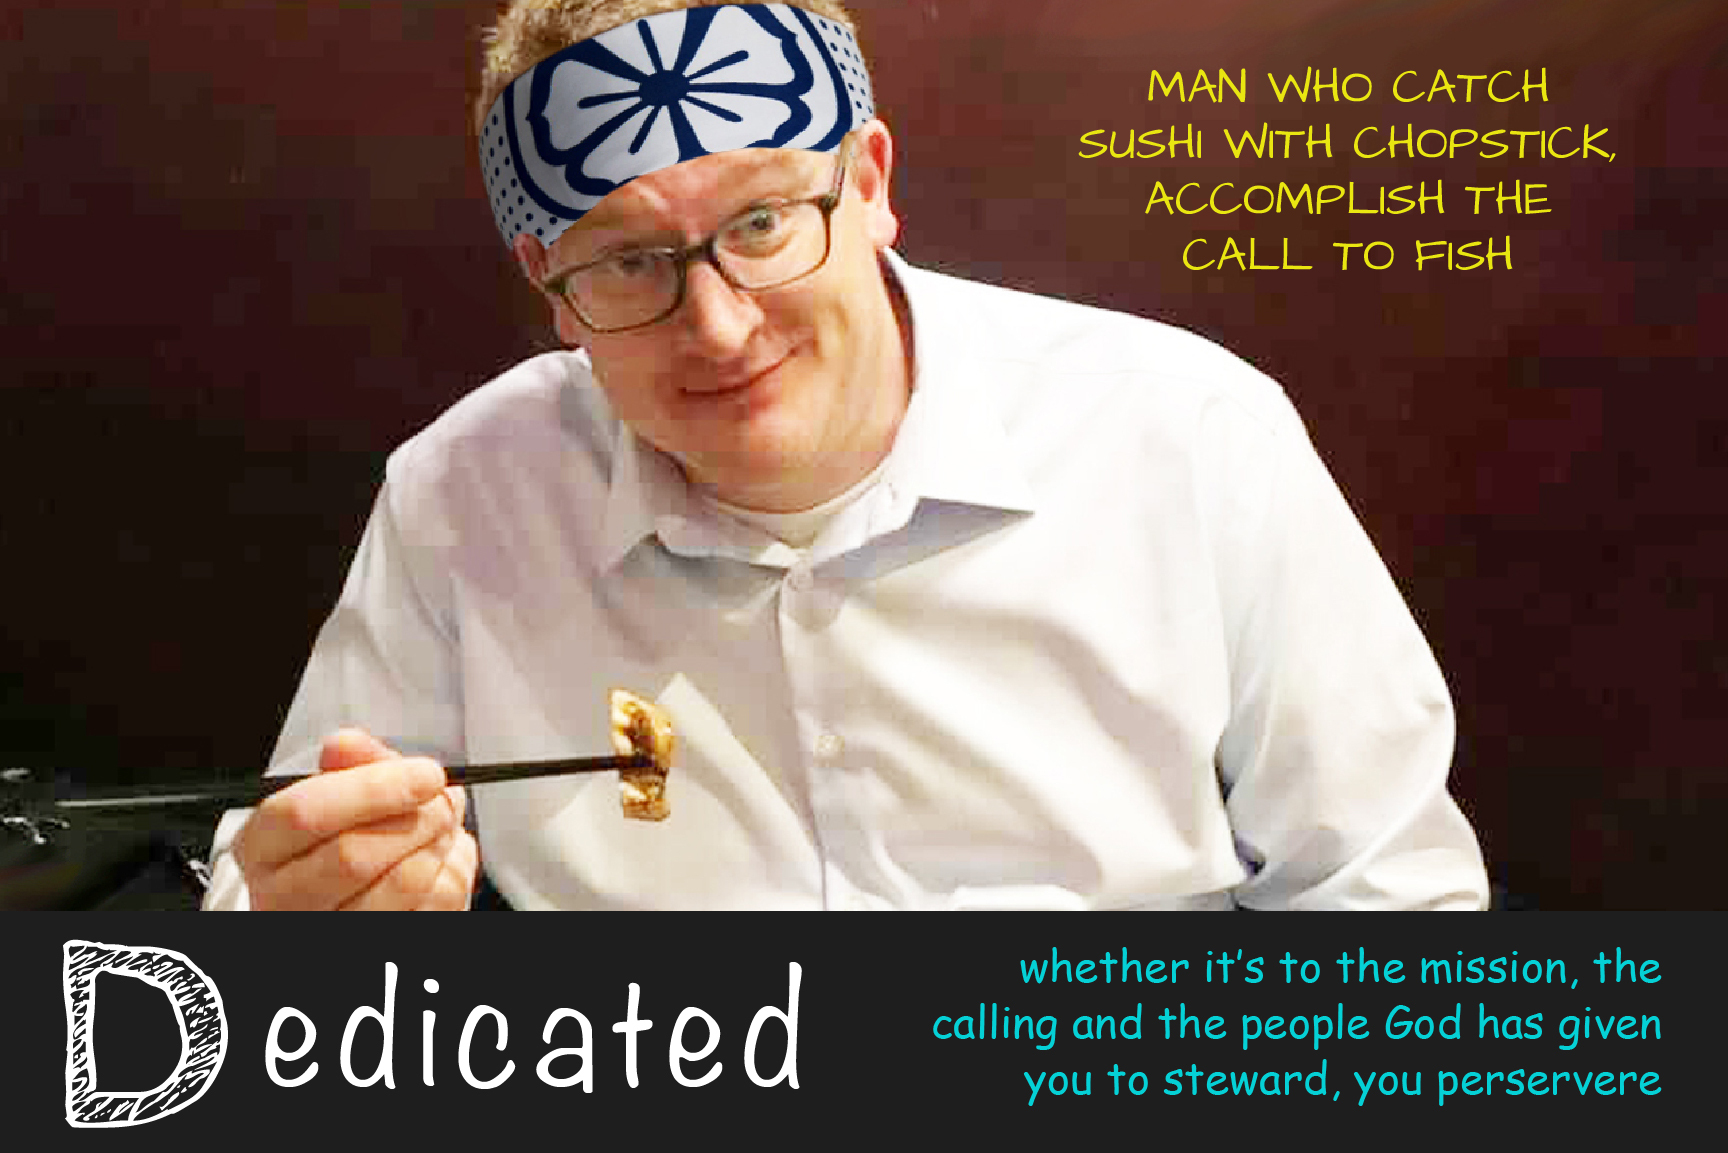 MAN WHO CATCH
SUSHI WITH CHOPSTICK,
ACCOMPLISH THE
CALL TO FISH
Dedicated
whether it's to the mission, the
calling and the people God has given
you to steward, you perservere